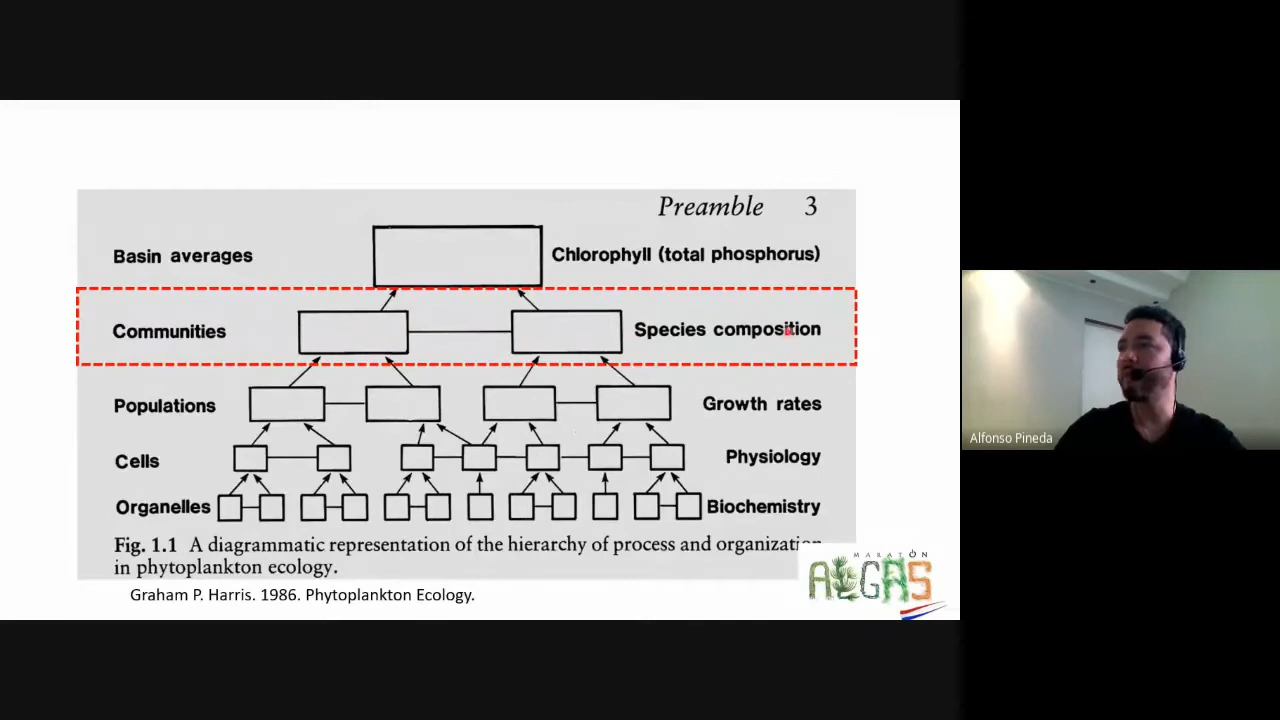 Preamble 3
Basin averages
Chlorophyll (total phosphorus)
Communities
Species composition
Populations
Growth rates
Cells
Physiology
Organelles
Biochemistry
Fig. 1.1 A diagrammatic representation of the hierarchy of process and organization
in phytoplankton ecology.
Graham P. Harris. 1986. Phytoplankton Ecology.
MARATÓN
ALGAS
Alfonso Pineda